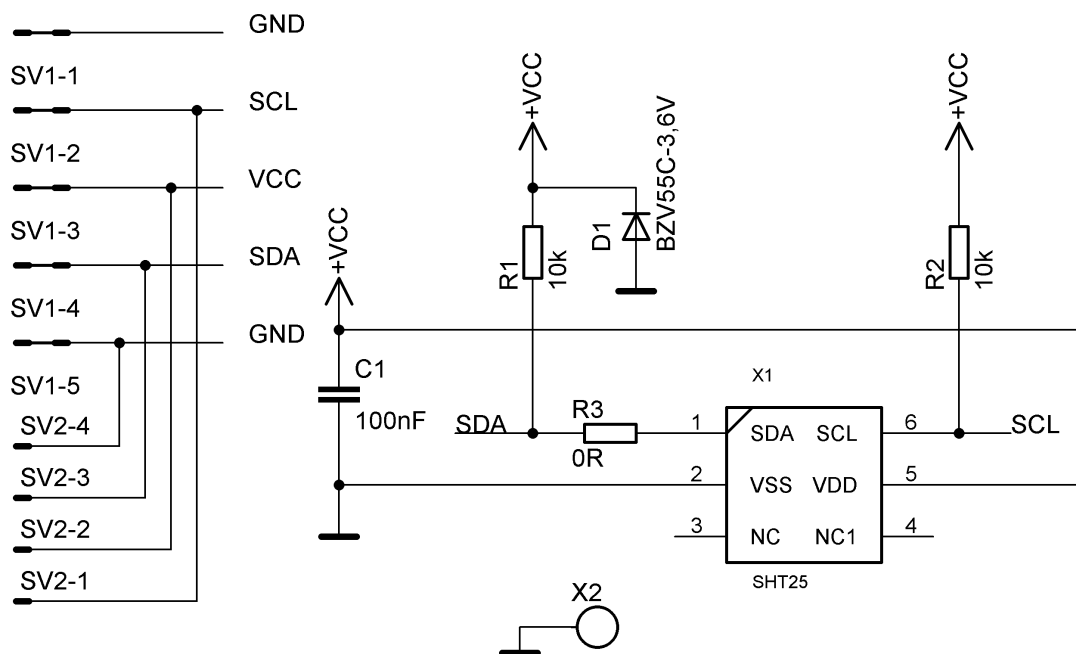 GND
SV1-1
SCL
SV1-2
VCC
SV1-3
SDA
SV1-4
GND
SV1-5
SV2-4
SV2-3
SV2-2
SV2-1
+VCC
C1
100nF
+VCC
R1
10k
D1
BZV55C-3,6V
+VCC
R2
10k
SDA
R3
0R
X1
1
SDA
SCL
6
SCL
2
VSS
VDD
5
3
NC
NC1
4
SHT25
X2